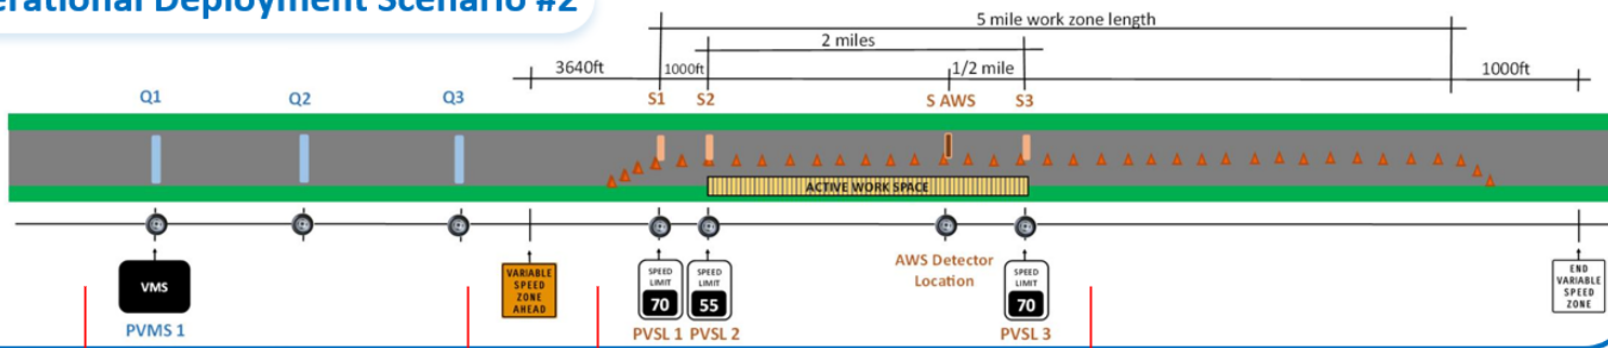 erational Deployment Scenario #2
5 mile work zone length
2 miles
3640ft
1000ft
1/2 mile
1000ft
Q1
Q2
Q3
S1
S2
S AWS
S3
ACTIVE WORK SPACE
VMS
PVMS 1
VARIABLE
SPEED
ZONE
AHEAD
SPEED
LIMIT
70
PVSL 1
SPEED
LIMIT
55
PVSL 2
AWS Detector
Location
SPEED
LIMIT
70
PVSL 3
END
VARIABLE
SPEED
ZONE